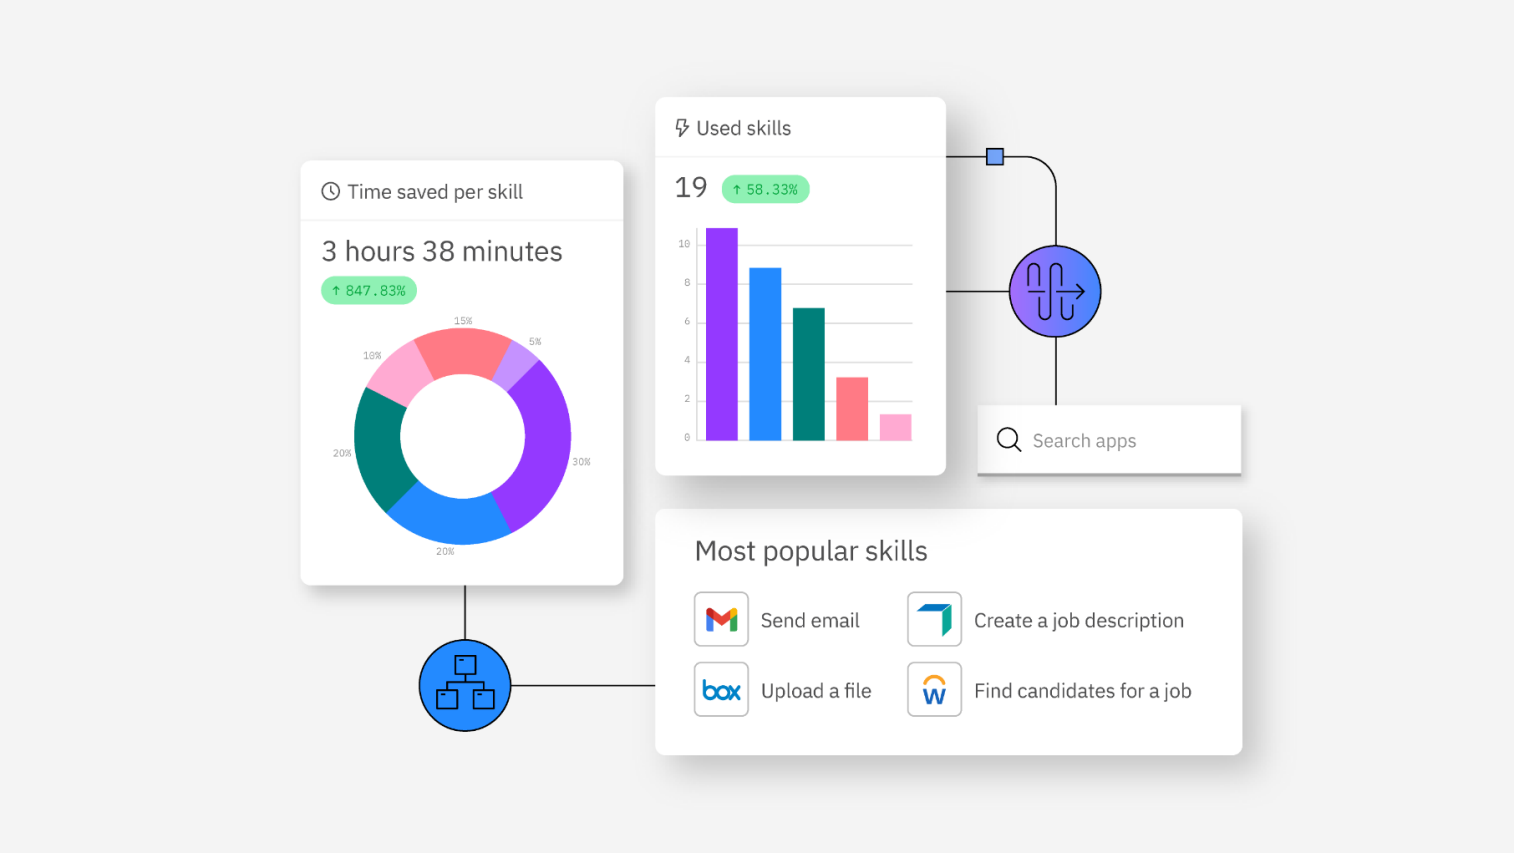 Time saved per skill
3 hours 38 minutes
↑ 847.83%
15%
5%
10%
20%
30%
20%
Used skills
19 ↑ 58.33%
10
8
6
4
2
0
Search apps
Most popular skills
Send email
Create a job description
box Upload a file
w Find candidates for a job